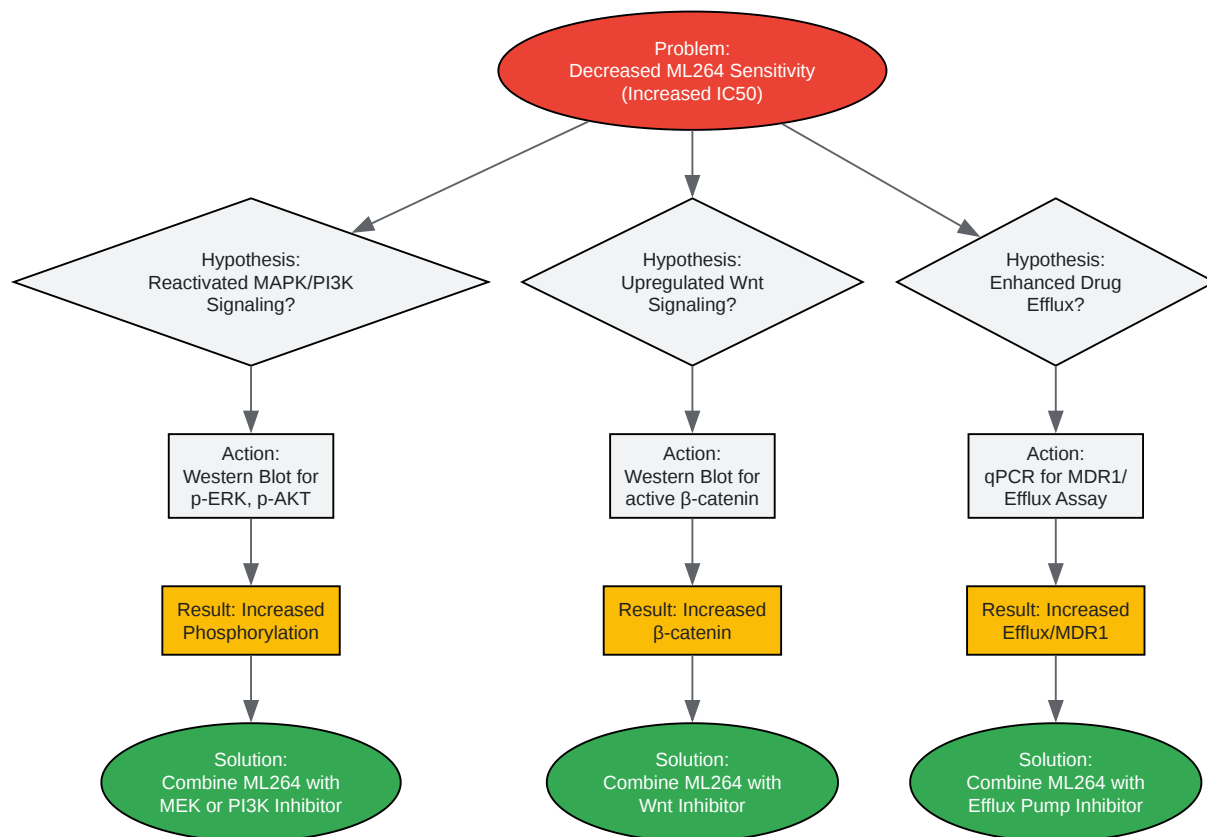 Problem:
Decreased ML264 Sensitivity
(Increased IC50)
Hypothesis:
Reactivated MAPK/PI3K
Signaling?
Hypothesis:
Upregulated Wnt
Signaling?
Hypothesis:
Enhanced Drug
Efflux?
Action:
Western Blot for
p-ERK, p-AKT
Action:
Western Blot for
active β-catenin
Action:
qPCR for MDR1/
Efflux Assay
Result: Increased
Phosphorylation
Result: Increased
β-catenin
Result: Increased
Efflux/MDR1
Solution:
Combine ML264 with
MEK or PI3K Inhibitor
Solution:
Combine ML264 with
Wnt Inhibitor
Solution:
Combine ML264 with
Efflux Pump Inhibitor